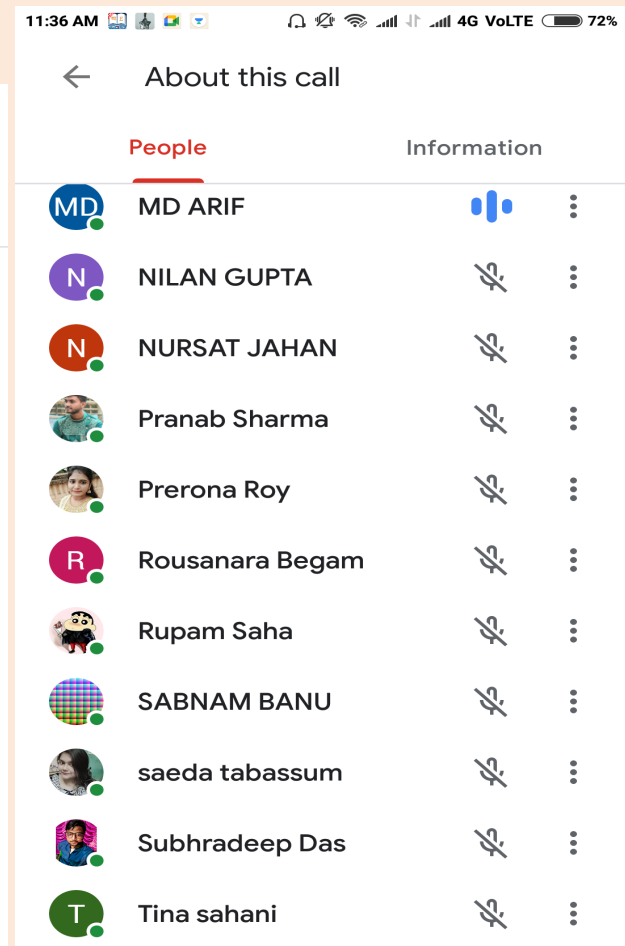 11:36 AM 4G VoLTE 72%
About this call
People Information
MD MD ARIF
N NILAN GUPTA
N NURSAT JAHAN
Pranab Sharma
Prerona Roy
R Rousanara Begam
Rupam Saha
SABNAM BANU
saeda tabassum
Subhradeep Das
T Tina sahani